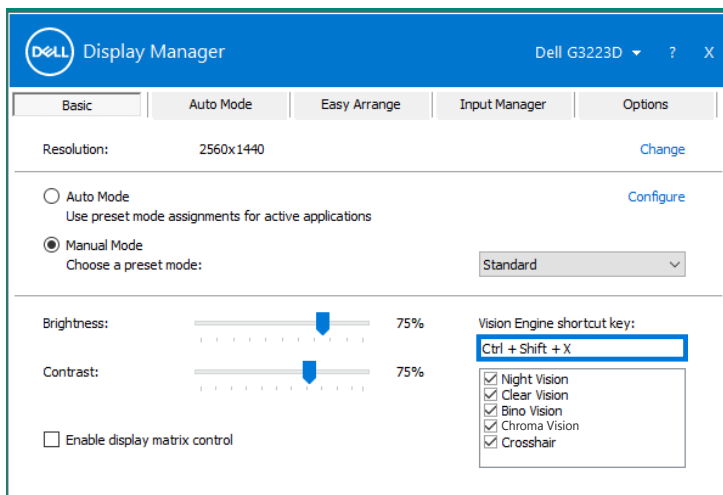 DELL Display Manager Dell G3223D ? X
Basic Auto Mode Easy Arrange Input Manager Options
Resolution: 2560x1440 Change
Auto Mode Configure
Use preset mode assignments for active applications
Manual Mode
Choose a preset mode: Standard
Brightness: 75% Vision Engine shortcut key:
Ctrl + Shift + X
Contrast: 75%
Night Vision
Clear Vision
Bino Vision
Chroma Vision
Crosshair
Enable display matrix control